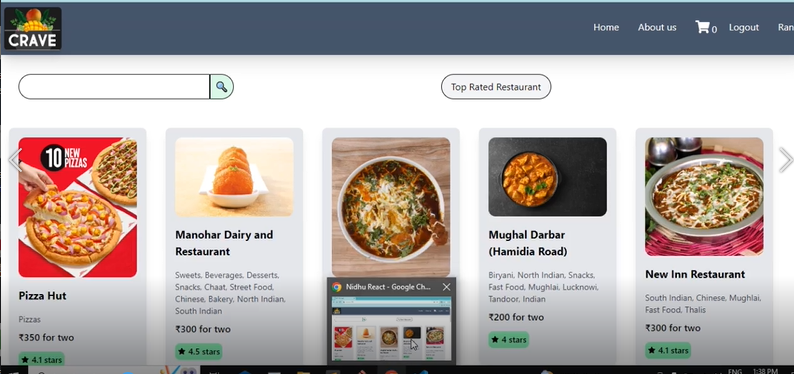 CRAVE
Home About us 0 Logout Ran
Top Rated Restaurant
10 NEW
PIZZAS
Pizza Hut
Pizzas
₹350 for two
★ 4.1 stars
Manohar Dairy and
Restaurant
Sweets, Beverages, Desserts,
Snacks, Chaat, Street Food,
Chinese, Bakery, North Indian,
South Indian
₹300 for two
★ 4.5 stars
Nidhu React - Google Ch...
Mughal Darbar
(Hamidia Road)
Biryani, North Indian, Snacks,
Fast Food, Mughlai, Lucknowi,
Tandoor, Indian
₹200 for two
★ 4 stars
New Inn Restaurant
South Indian, Chinese, Mughlai,
Fast Food, Thalis
₹300 for two
★ 4.1 stars
ENG 1:38 PM